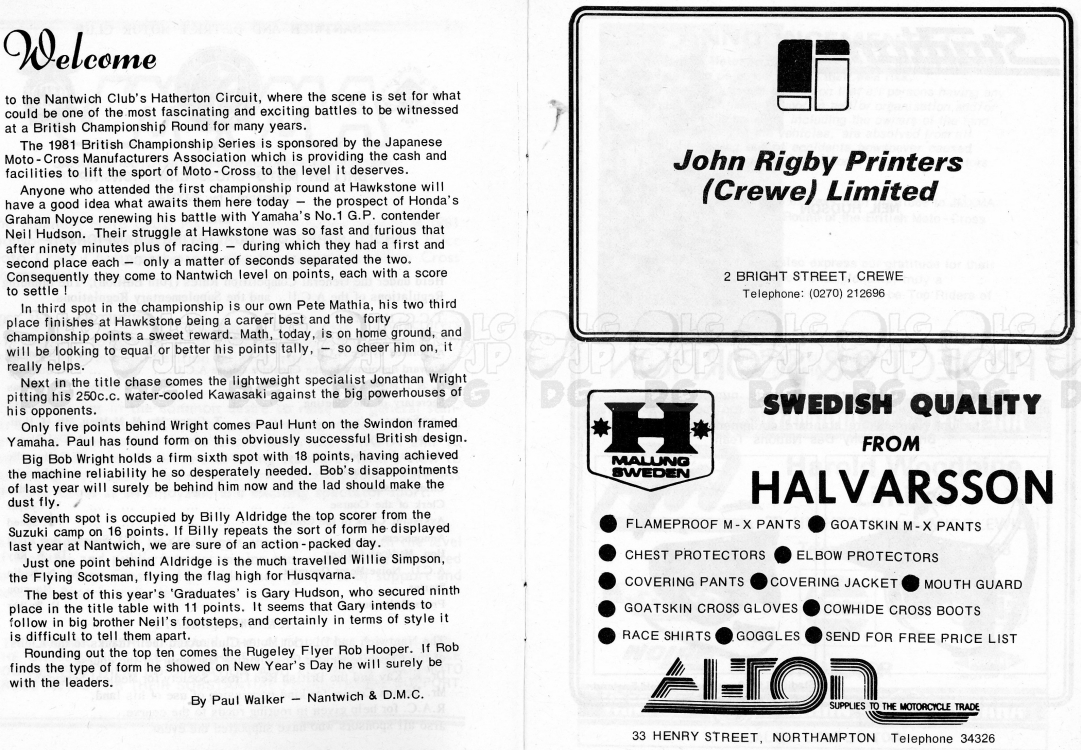 Welcome
to the Nantwich Club's Hatherton Circuit, where the scene is set for what
could be one of the most fascinating and exciting battles to be witnessed
at a British Championship Round for many years.
The 1981 British Championship Series is sponsored by the Japanese
Moto-Cross Manufacturers Association which is providing the cash and
facilities to lift the sport of Moto-Cross to the level it deserves.
Anyone who attended the first championship round at Hawkstone will
have a good idea what awaits them here today — the prospect of Honda's
Graham Noyce renewing his battle with Yamaha's No.1 G.P. contender
Neil Hudson. Their struggle at Hawkstone was so fast and furious that
after ninety minutes plus of racing — during which they had a first and
second place each — only a matter of seconds separated the two.
Consequently they come to Nantwich level on points, each with a score
to settle !
In third spot in the championship is our own Pete Mathia, his two third
place finishes at Hawkstone being a career best and the forty
championship points a sweet reward. Math, today, is on home ground, and
will be looking to equal or better his points tally, — so cheer him on, it
really helps.
Next in the title chase comes the lightweight specialist Jonathan Wright
pitting his 250c.c. water-cooled Kawasaki against the big powerhouses of
his opponents.
Only five points behind Wright comes Paul Hunt on the Swindon framed
Yamaha. Paul has found form on this obviously successful British design.
Big Bob Wright holds a firm sixth spot with 18 points, having achieved
the machine reliability he so desperately needed. Bob's disappointments
of last year will surely be behind him now and the lad should make the
dust fly.
Seventh spot is occupied by Billy Aldridge the top scorer from the
Suzuki camp on 16 points. If Billy repeats the sort of form he displayed
last year at Nantwich, we are sure of an action-packed day.
Just one point behind Aldridge is the much travelled Willie Simpson,
the Flying Scotsman, flying the flag high for Husqvarna.
The best of this year's 'Graduates' is Gary Hudson, who secured ninth
place in the title table with 11 points. It seems that Gary intends to
follow in big brother Neil's footsteps, and certainly in terms of style it
is difficult to tell them apart.
Rounding out the top ten comes the Rugeley Flyer Rob Hooper. If Rob
finds the type of form he showed on New Year's Day he will surely be
with the leaders.
By Paul Walker — Nantwich & D.M.C.
John Rigby Printers
(Crewe) Limited
2 BRIGHT STREET, CREWE
Telephone: (0270) 212696
H
MALUNG
SWEDEN
SWEDISH QUALITY
FROM
HALVARSSON
FLAMEPROOF M-X PANTS GOATSKIN M-X PANTS
CHEST PROTECTORS ELBOW PROTECTORS
COVERING PANTS COVERING JACKET MOUTH GUARD
GOATSKIN CROSS GLOVES COWHIDE CROSS BOOTS
RACE SHIRTS GOGGLES SEND FOR FREE PRICE LIST
ALTON
SUPPLIES TO THE MOTORCYCLE TRADE
33 HENRY STREET, NORTHAMPTON Telephone 34326